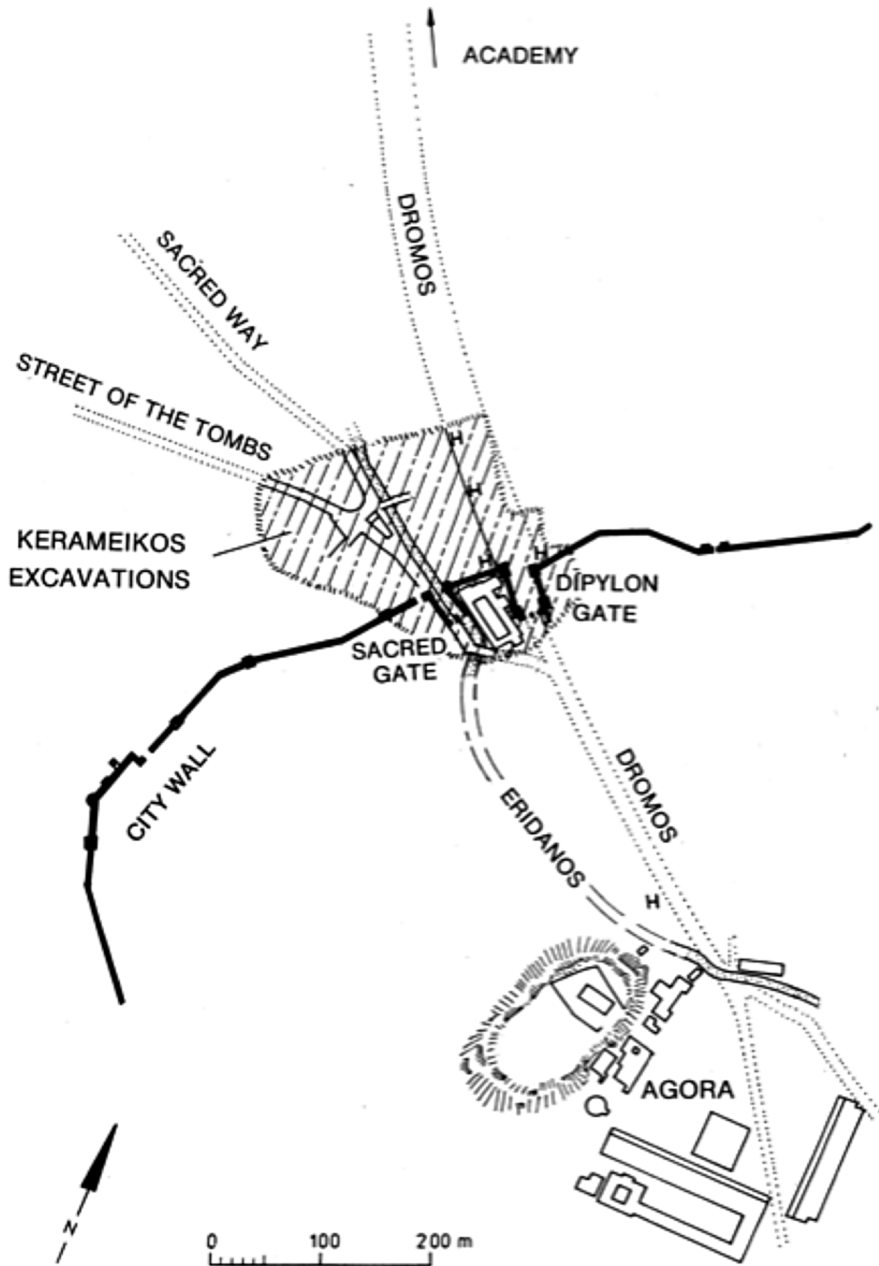 ACADEMY
DROMOS
SACRED WAY
STREET OF THE TOMBS
H
H
KERAMEIKOS
EXCAVATIONS
H
H
DIPYLON
GATE
SACRED
GATE
CITY WALL
DROMOS
ERIDANOS
H
AGORA
N
0 100 200 m